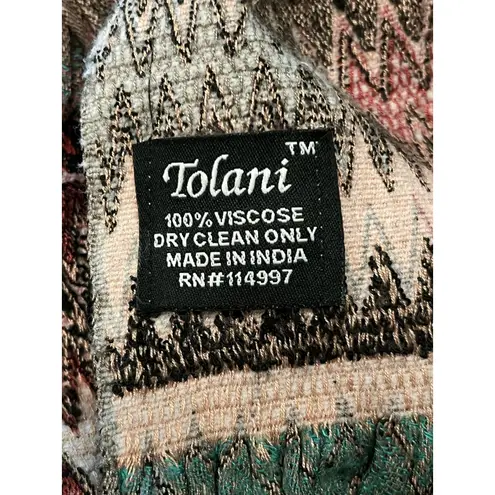 Tolani™
100% VISCOSE
DRY CLEAN ONLY
MADE IN INDIA
RN#114997